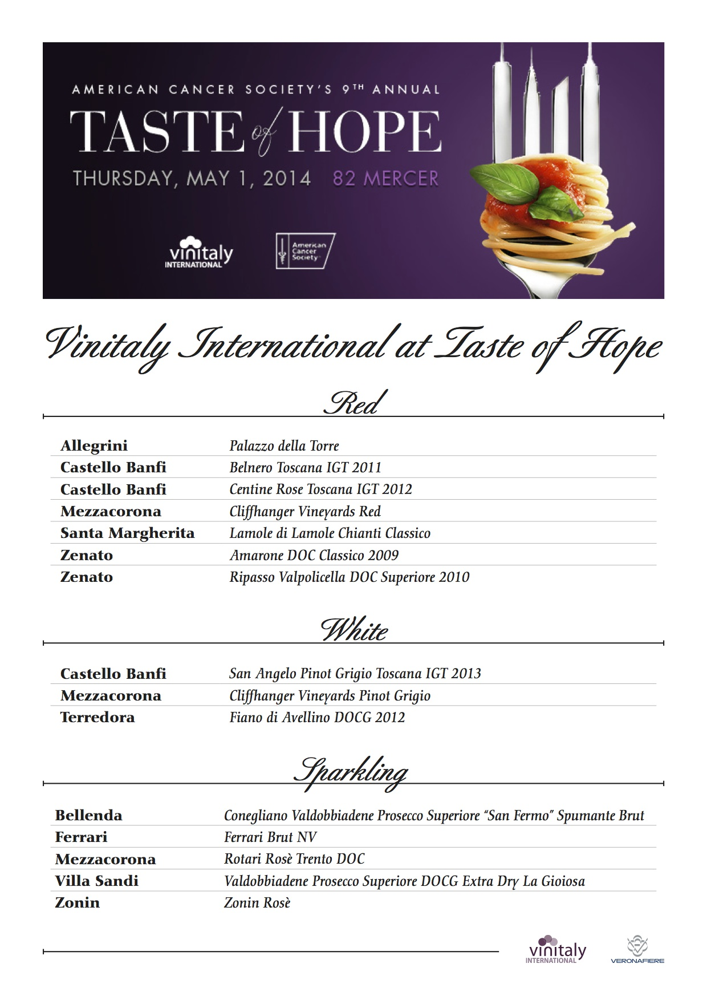 AMERICAN CANCER SOCIETY'S 9TH ANNUAL
TASTE of HOPE
THURSDAY, MAY 1, 2014 82 MERCER
vinitaly
INTERNATIONAL
American
Cancer
Society™
Vinitaly International at Taste of Hope
Red
Allegrini Palazzo della Torre
Castello Banfi Belnero Toscana IGT 2011
Castello Banfi Centine Rose Toscana IGT 2012
Mezzacorona Cliffhanger Vineyards Red
Santa Margherita Lamole di Lamole Chianti Classico
Zenato Amarone DOC Classico 2009
Zenato Ripasso Valpolicella DOC Superiore 2010
White
Castello Banfi San Angelo Pinot Grigio Toscana IGT 2013
Mezzacorona Cliffhanger Vineyards Pinot Grigio
Terredora Fiano di Avellino DOCG 2012
Sparkling
Bellenda Conegliano Valdobbiadene Prosecco Superiore “San Fermo” Spumante Brut
Ferrari Ferrari Brut NV
Mezzacorona Rotari Rosè Trento DOC
Villa Sandi Valdobbiadene Prosecco Superiore DOCG Extra Dry La Gioiosa
Zonin Zonin Rosè
vinitaly
INTERNATIONAL
VERONAFIERE